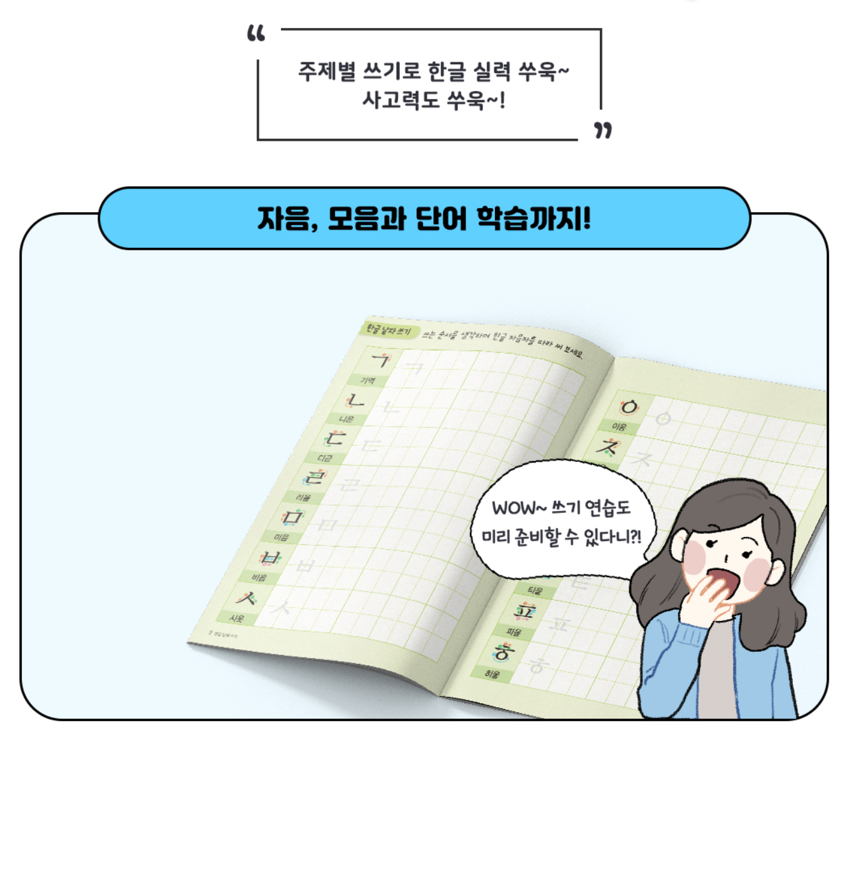 “
주제별 쓰기로 한글 실력 쑤욱~
사고력도 쑤욱~!
”
자음, 모음과 단어 학습까지!
한글 낱자 쓰기 쓰는 순서를 생각하며 한글 자음자를 따라 써 보세요.
ㄱ ㄱ
기역
ㄴ ㄴ
니은
ㄷ ㄷ
디귿
ㄹ ㄹ
리을
ㅁ ㅁ
미음
ㅂ ㅂ
비읍
ㅅ ㅅ
시옷
ㅇ ㅇ
이응
ㅈ ㅈ
WOW~ 쓰기 연습도
미리 준비할 수 있다니?!
ㅌ
티읕
ㅍ ㅍ
피읖
ㅎ ㅎ
히읗